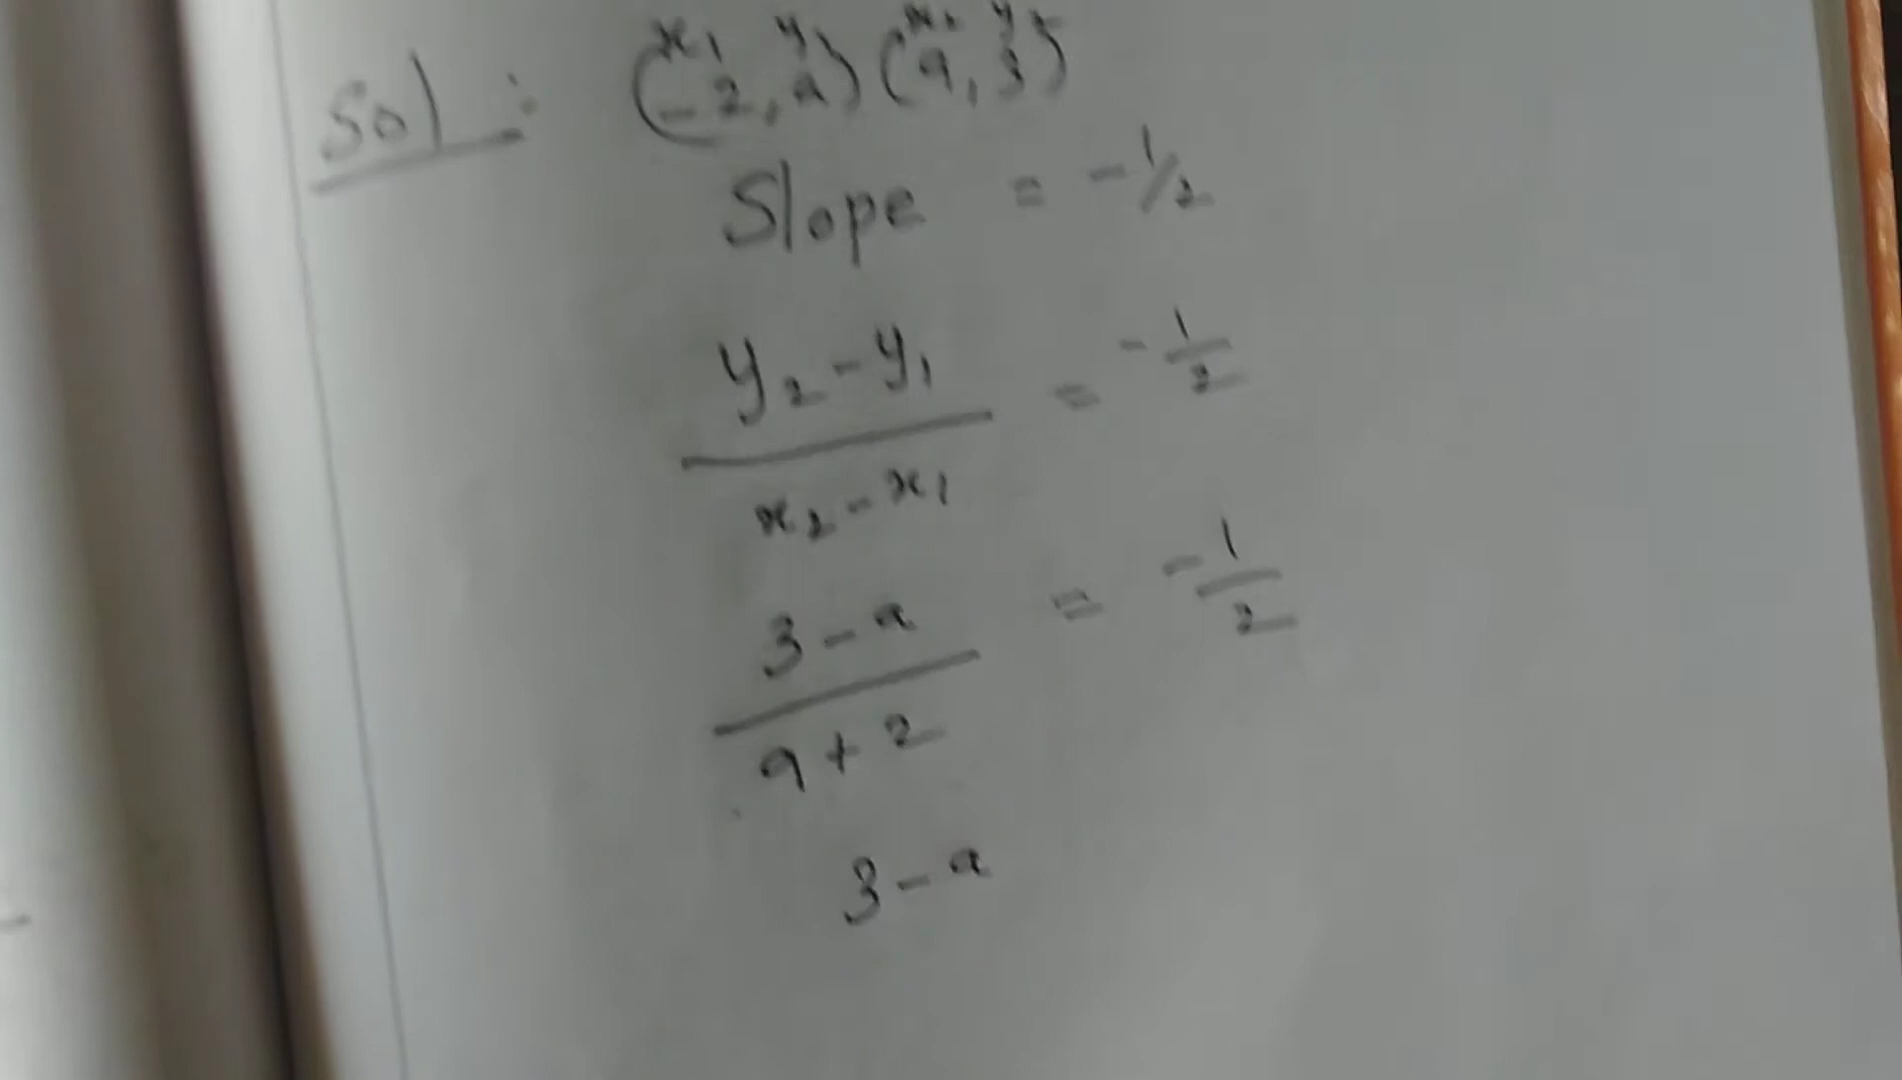 Sol :
x₁ y₁ x₂ y₂
(-2, a) (9, 3)
Slope = -1/2
y₂ - y₁ / x₂ - x₁ = -1/2
3 - a / 9 + 2 = -1/2
3 - a